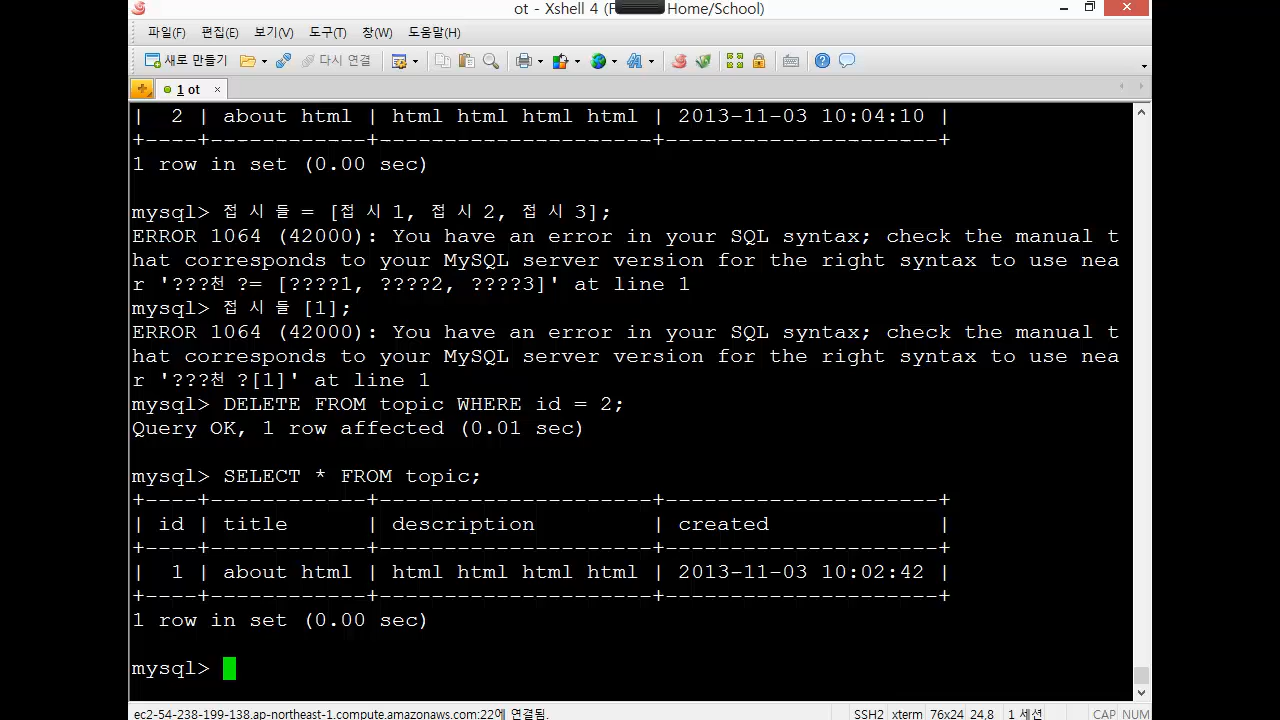 ot - Xshell 4 (F Home/School)
파일(F) 편집(E) 보기(V) 도구(T) 창(W) 도움말(H)
새로 만들기 다시 연결
1 ot ×
|  2 | about html | html html html html | 2013-11-03 10:04:10 |
+----+------------+---------------------+---------------------+
1 row in set (0.00 sec)
mysql> 접시들 = [접시1, 접시2, 접시3];
ERROR 1064 (42000): You have an error in your SQL syntax; check the manual t
hat corresponds to your MySQL server version for the right syntax to use nea
r '???천 ?= [????1, ????2, ????3]' at line 1
mysql> 접시들 [1];
ERROR 1064 (42000): You have an error in your SQL syntax; check the manual t
hat corresponds to your MySQL server version for the right syntax to use nea
r '???천 ?[1]' at line 1
mysql> DELETE FROM topic WHERE id = 2;
Query OK, 1 row affected (0.01 sec)
mysql> SELECT * FROM topic;
+----+------------+---------------------+---------------------+
| id | title      | description         | created             |
+----+------------+---------------------+---------------------+
|  1 | about html | html html html html | 2013-11-03 10:02:42 |
+----+------------+---------------------+---------------------+
1 row in set (0.00 sec)
mysql>
ec2-54-238-199-138.ap-northeast-1.compute.amazonaws.com:22에 연결됨. SSH2 xterm 76x24 24,8 1 세션 CAP NUM